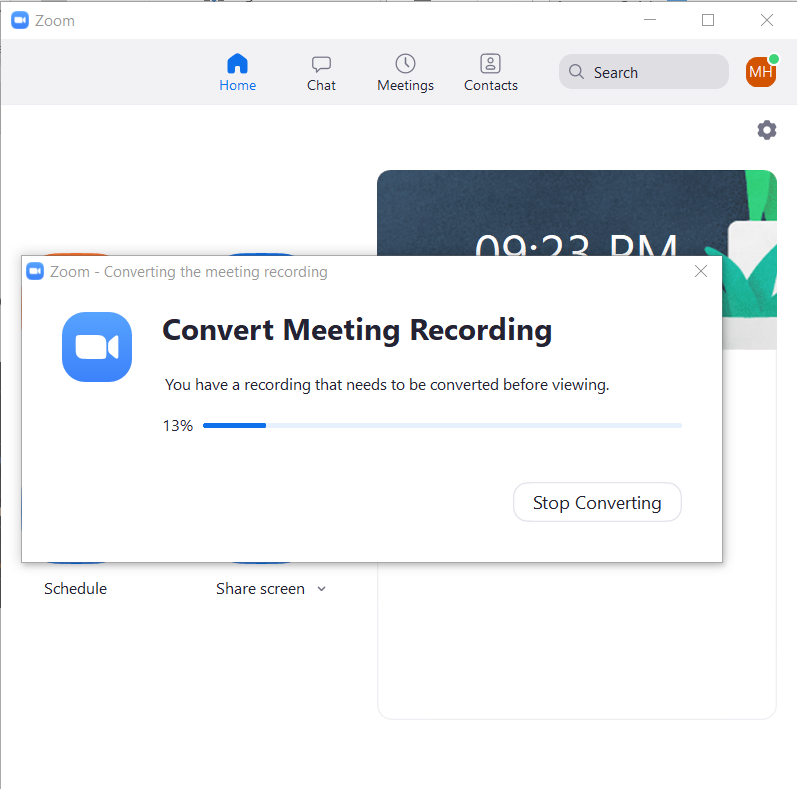 Zoom
Home
Chat
Meetings
Contacts
Search
MH
09:23 PM
Zoom - Converting the meeting recording
Convert Meeting Recording
You have a recording that needs to be converted before viewing.
13%
Stop Converting
Schedule
Share screen